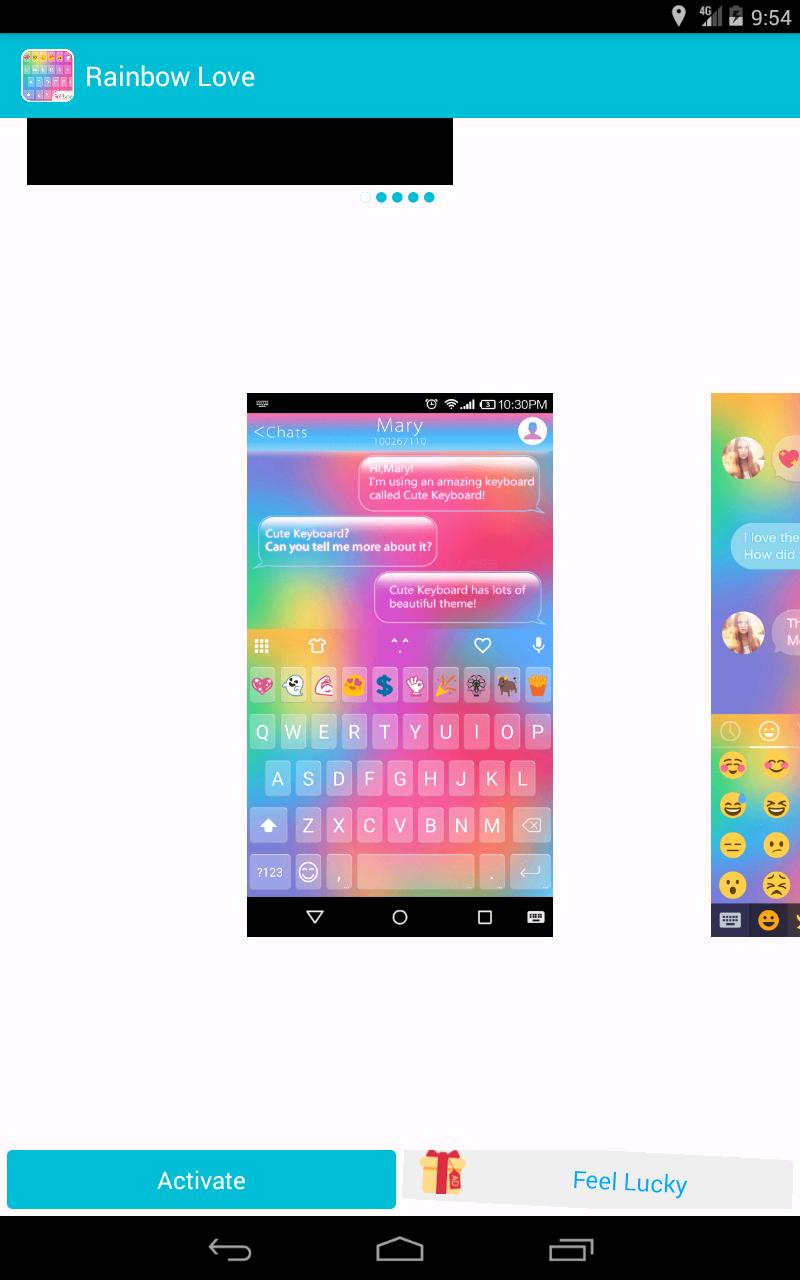 4G 9:54
Rainbow Love
10:30PM
<Chats
Mary
100267110
Hi,Mary!
I'm using an amazing keyboard
called Cute Keyboard!
Cute Keyboard?
Can you tell me more about it?
Cute Keyboard has lots of
beautiful theme!
Q W E R T Y U I O P
A S D F G H J K L
Z X C V B N M
?123 , .
I love the
How did
Th
Activate
AD
Feel Lucky